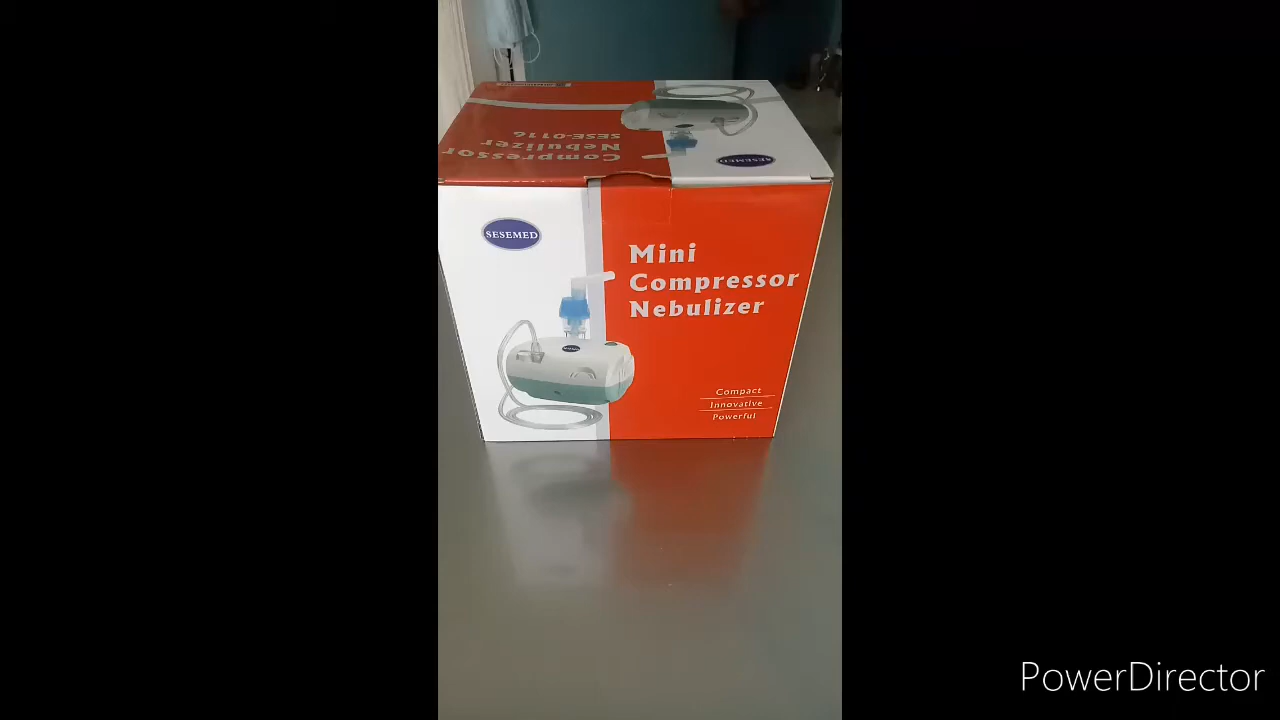 Compressor
Nebulizer
SESE-0116
SESEMED
SESEMED
Mini
Compressor
Nebulizer
Compact
Innovative
Powerful
PowerDirector